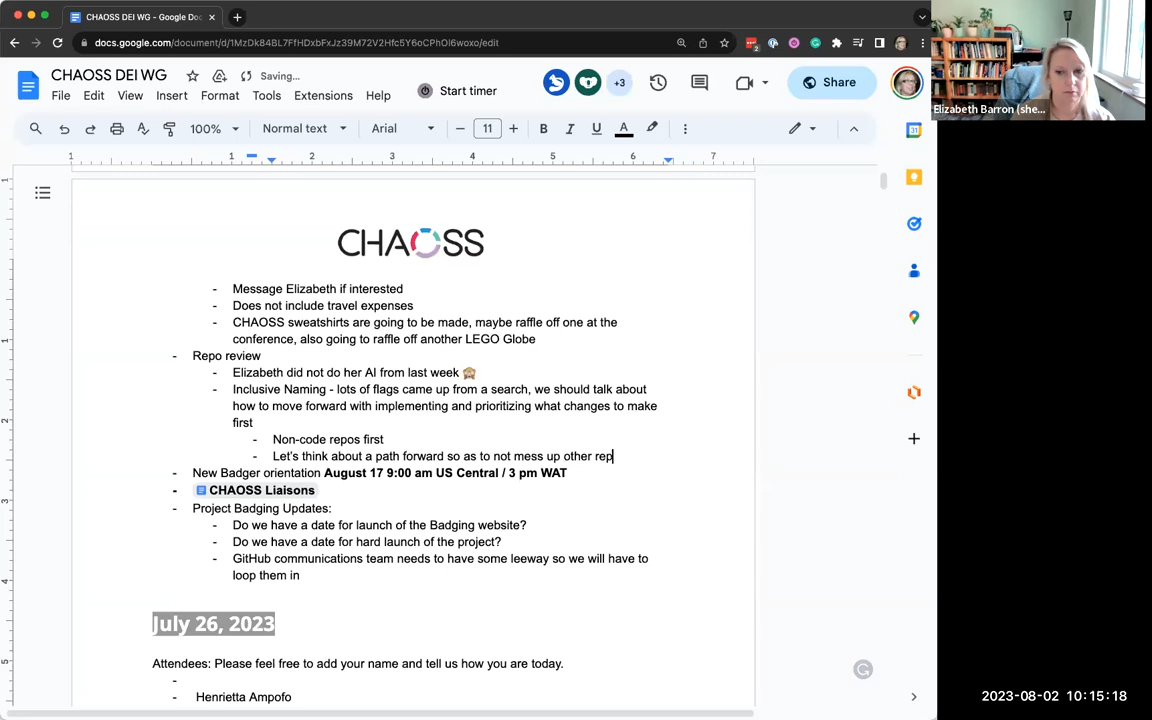 CHAOSS DEI WG - Google Doc
docs.google.com/document/d/1MzDk84BL7FfHDxbFxJz39M72V2Hfc5Y6oCPhOl6woxo/edit
CHAOSS DEI WG
Saving...
File Edit View Insert Format Tools Extensions Help
Start timer
+3
Share
Elizabeth Barron (she...
100% Normal text Arial 11 B I U A
1 1 2 3 4 5 6 7
CHAOSS
- Message Elizabeth if interested
- Does not include travel expenses
- CHAOSS sweatshirts are going to be made, maybe raffle off one at the
conference, also going to raffle off another LEGO Globe
- Repo review
- Elizabeth did not do her AI from last week 🙈
- Inclusive Naming - lots of flags came up from a search, we should talk about
how to move forward with implementing and prioritizing what changes to make
first
- Non-code repos first
- Let's think about a path forward so as to not mess up other rep
- New Badger orientation August 17 9:00 am US Central / 3 pm WAT
- CHAOSS Liaisons
- Project Badging Updates:
- Do we have a date for launch of the Badging website?
- Do we have a date for hard launch of the project?
- GitHub communications team needs to have some leeway so we will have to
loop them in
July 26, 2023
Attendees: Please feel free to add your name and tell us how you are today.
-
- Henrietta Ampofo
2023-08-02 10:15:18